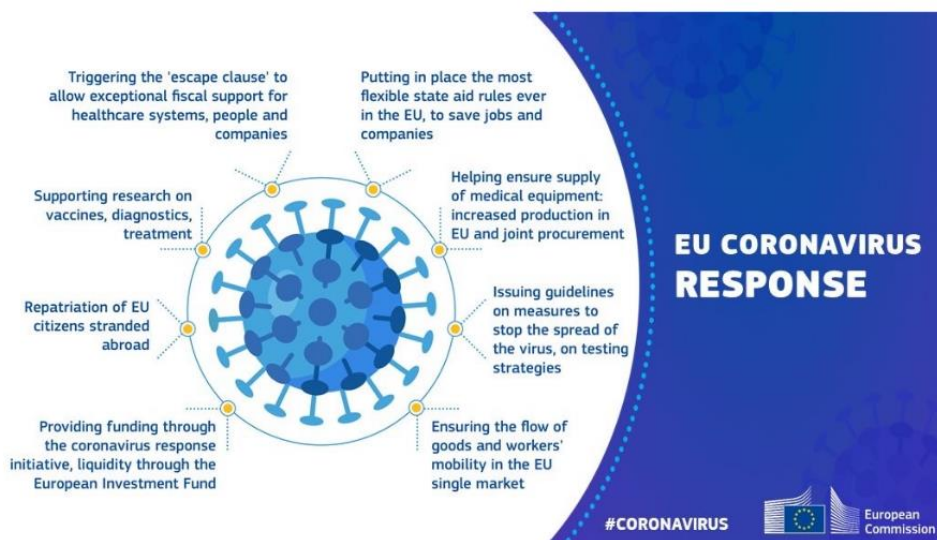 Triggering the 'escape clause' to
allow exceptional fiscal support for
healthcare systems, people and
companies
Putting in place the most
flexible state aid rules ever
in the EU, to save jobs and
companies
Supporting research on
vaccines, diagnostics,
treatment
Helping ensure supply
of medical equipment:
increased production in
EU and joint procurement
Repatriation of EU
citizens stranded
abroad
Issuing guidelines
on measures to
stop the spread of
the virus, on testing
strategies
Providing funding through
the coronavirus response
initiative, liquidity through the
European Investment Fund
Ensuring the flow of
goods and workers'
mobility in the EU
single market
EU CORONAVIRUS
RESPONSE
#CORONAVIRUS
European
Commission